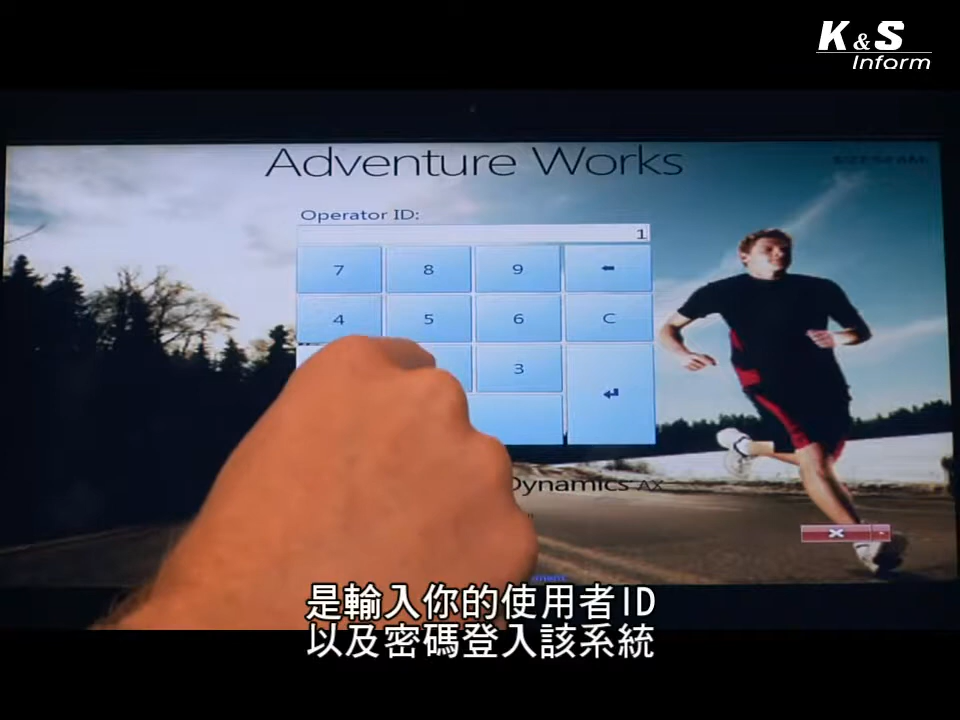 K & S
Inform
Adventure Works
Operator ID:
1
7 8 9
4 5 6 C
3
Dynamics AX
是輸入你的使用者ID
以及密碼登入該系統